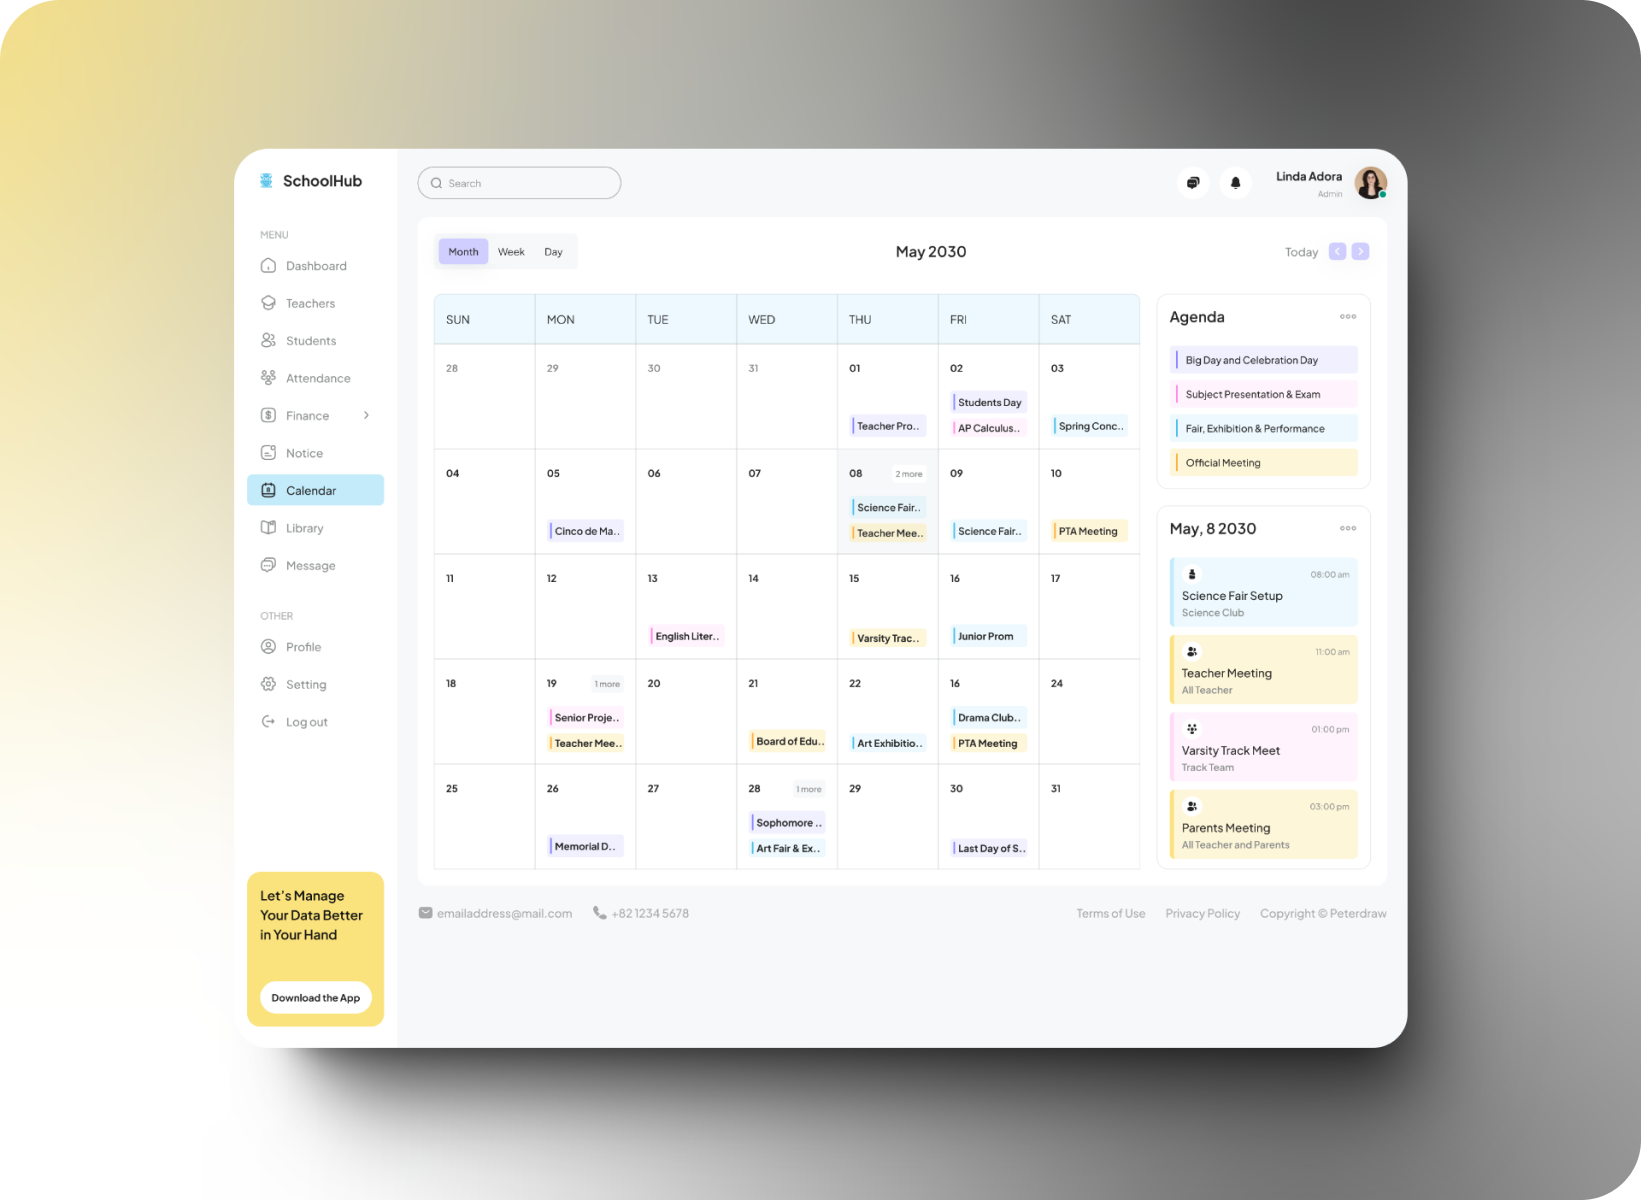 SchoolHub
MENU
Dashboard
Teachers
Students
Attendance
Finance
Notice
Calendar
Library
Message
OTHER
Profile
Setting
Log out
Let's Manage
Your Data Better
in Your Hand
Download the App
Search
Linda Adora
Admin
Month Week Day
May 2030
Today
SUN MON TUE WED THU FRI SAT
28 29 30 31 01 02 03
Students Day
Teacher Pro.. AP Calculus.. Spring Conc..
04 05 06 07 08 2 more 09 10
Science Fair..
Cinco de Ma.. Teacher Mee.. Science Fair.. PTA Meeting
11 12 13 14 15 16 17
English Liter.. Varsity Trac.. Junior Prom
18 19 1 more 20 21 22 16 24
Senior Proje.. Drama Club..
Teacher Mee.. Board of Edu.. Art Exhibitio.. PTA Meeting
25 26 27 28 1 more 29 30 31
Sophomore ..
Memorial D.. Art Fair & Ex.. Last Day of S..
Agenda
Big Day and Celebration Day
Subject Presentation & Exam
Fair, Exhibition & Performance
Official Meeting
May, 8 2030
08:00 am
Science Fair Setup
Science Club
11:00 am
Teacher Meeting
All Teacher
01:00 pm
Varsity Track Meet
Track Team
03:00 pm
Parents Meeting
All Teacher and Parents
emailaddress@mail.com +82 1234 5678 Terms of Use Privacy Policy Copyright © Peterdraw